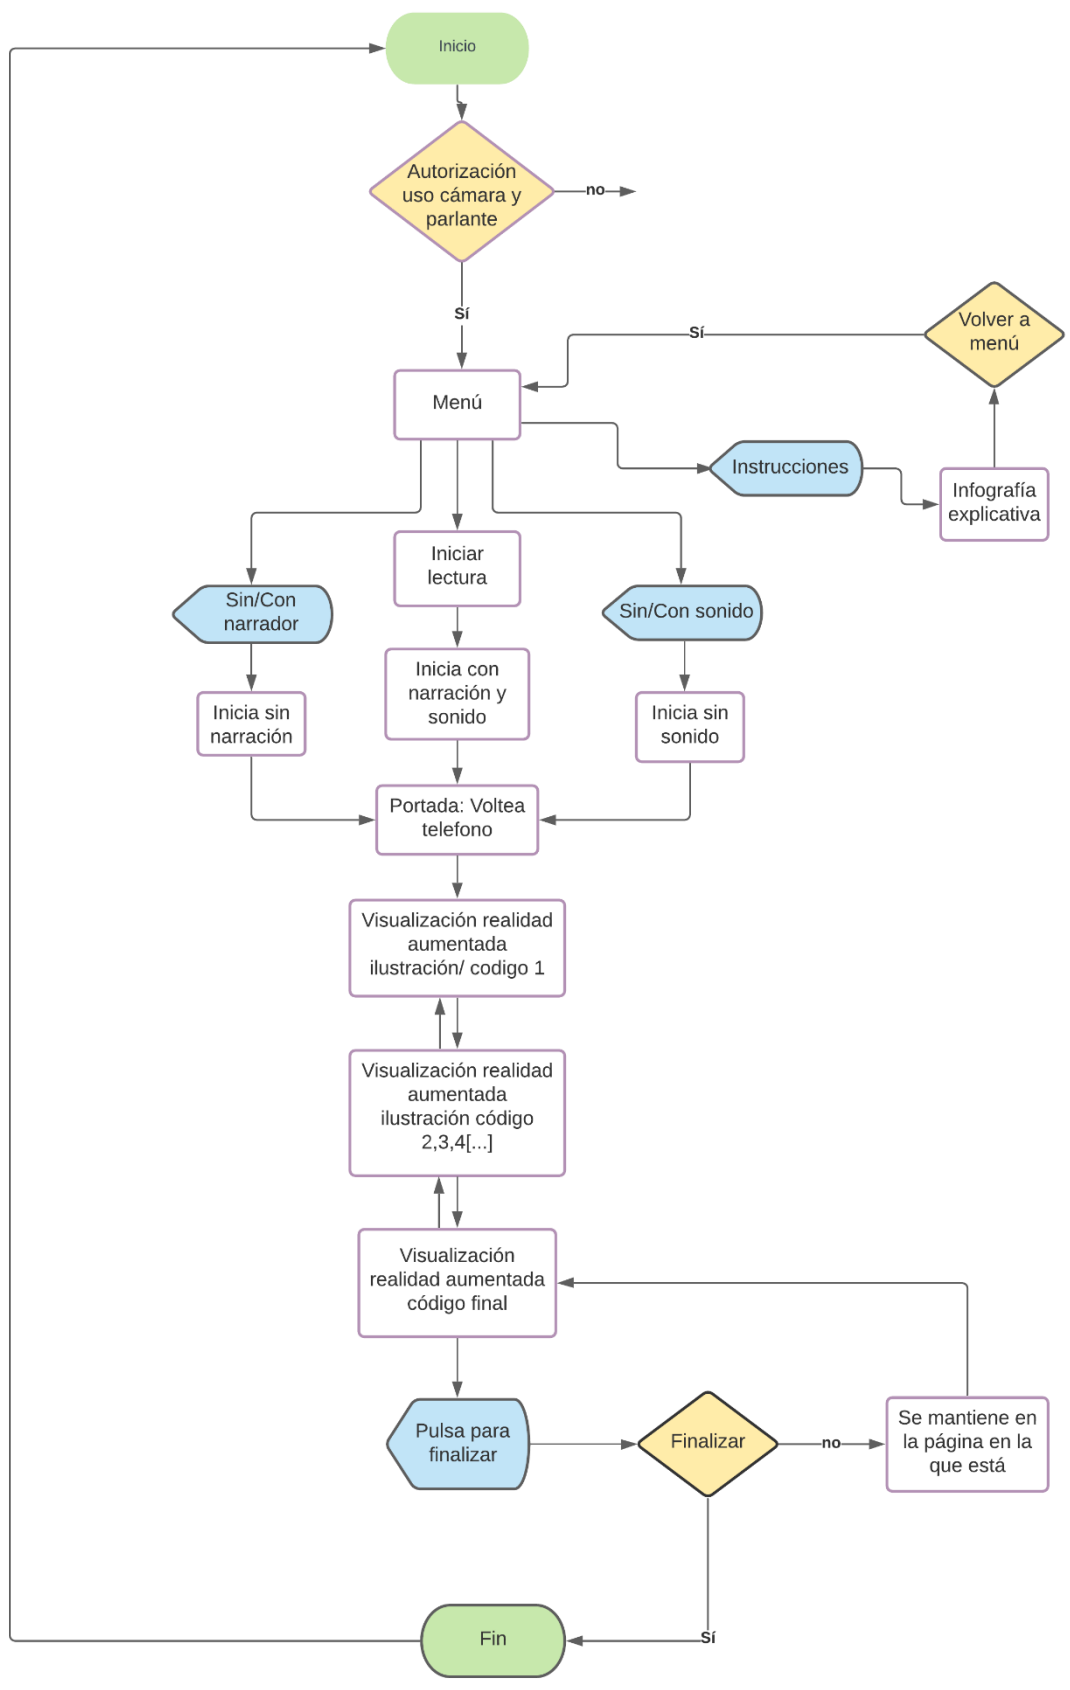 Inicio
Autorización
uso cámara y
parlante
no
Sí
Volver a
menú
Sí
Menú
Instrucciones
Infografía
explicativa
Iniciar
lectura
Sin/Con
narrador
Sin/Con sonido
Inicia con
narración y
sonido
Inicia sin
narración
Inicia sin
sonido
Portada: Voltea
telefono
Visualización realidad
aumentada
ilustración/ codigo 1
Visualización realidad
aumentada
ilustración código
2,3,4[...]
Visualización
realidad aumentada
código final
Pulsa para
finalizar
Finalizar
no
Se mantiene en
la página en la
que está
Sí
Fin